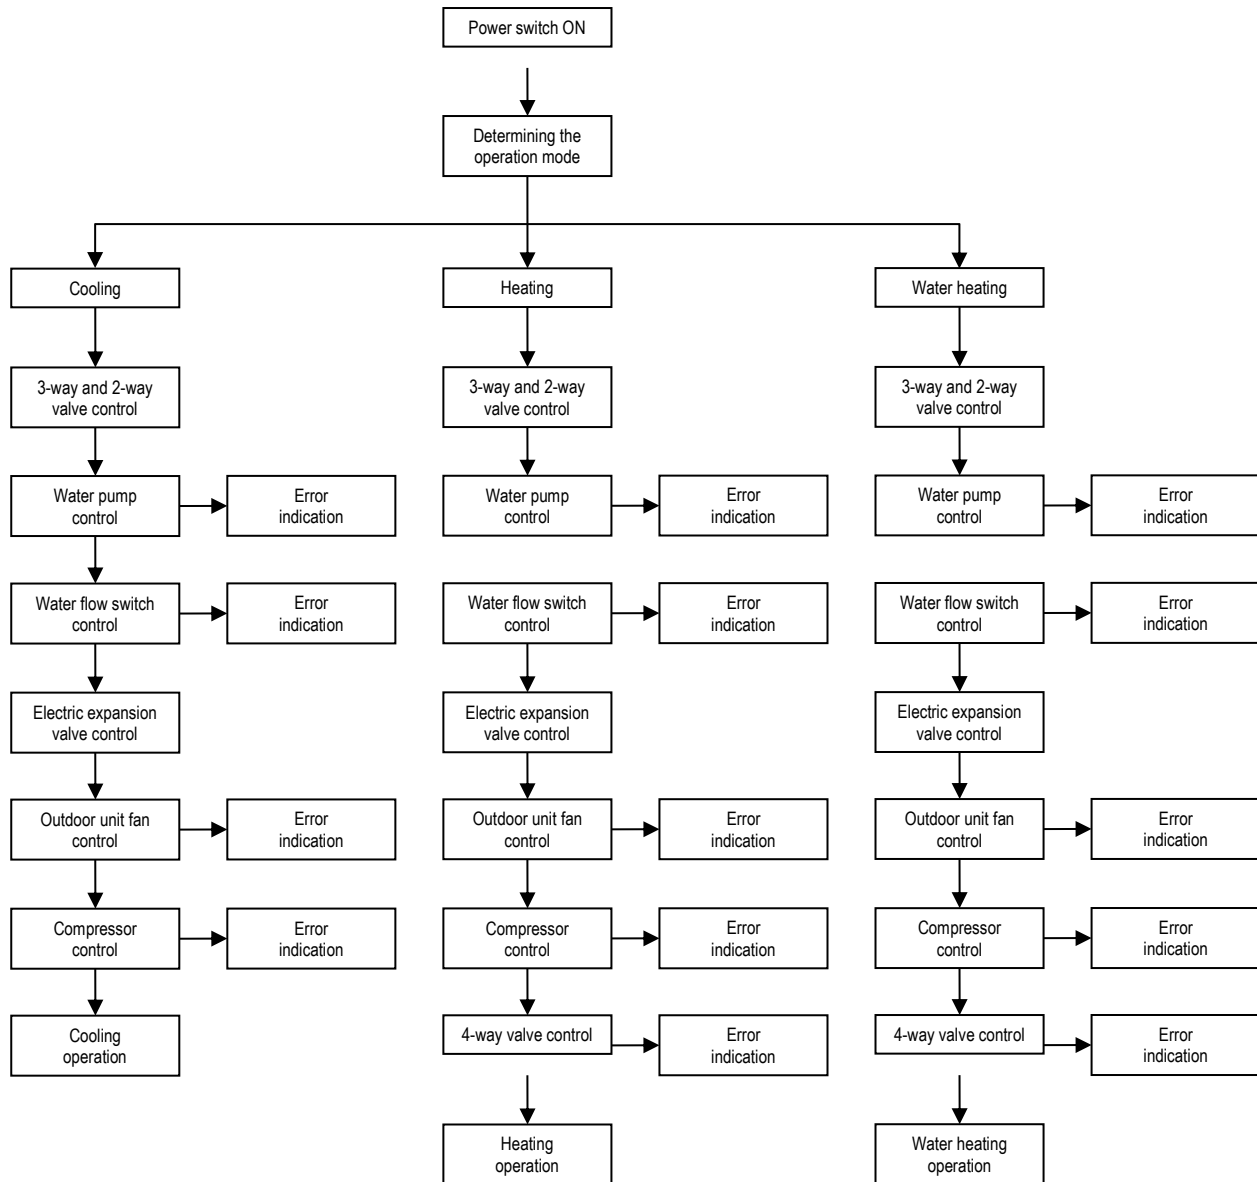 Power switch ON
Determining the
operation mode
Cooling
Heating
Water heating
3-way and 2-way
valve control
3-way and 2-way
valve control
3-way and 2-way
valve control
Water pump
control
Error
indication
Water pump
control
Error
indication
Water pump
control
Error
indication
Water flow switch
control
Error
indication
Water flow switch
control
Error
indication
Water flow switch
control
Error
indication
Electric expansion
valve control
Electric expansion
valve control
Electric expansion
valve control
Outdoor unit fan
control
Error
indication
Outdoor unit fan
control
Error
indication
Outdoor unit fan
control
Error
indication
Compressor
control
Error
indication
Compressor
control
Error
indication
Compressor
control
Error
indication
Cooling
operation
4-way valve control
Error
indication
4-way valve control
Error
indication
Heating
operation
Water heating
operation